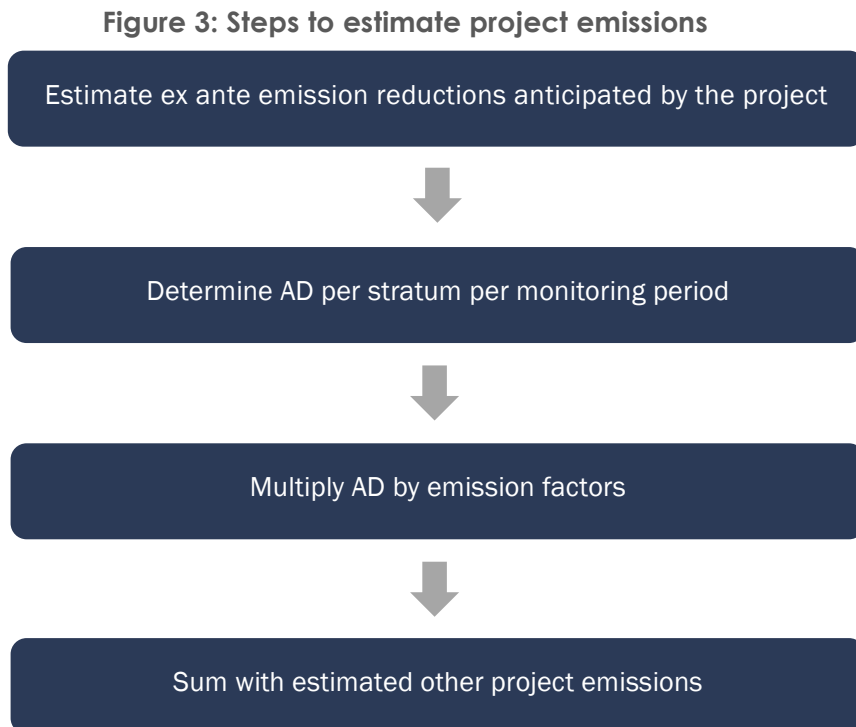 Figure 3: Steps to estimate project emissions
Estimate ex ante emission reductions anticipated by the project
Determine AD per stratum per monitoring period
Multiply AD by emission factors
Sum with estimated other project emissions